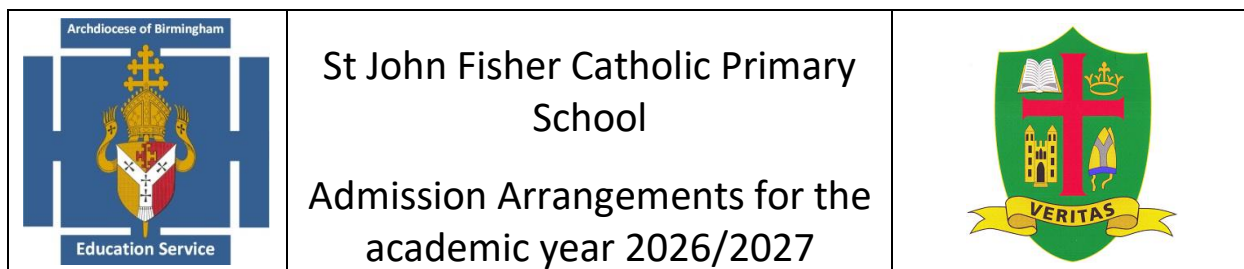 Archdiocese of Birmingham
Education Service
St John Fisher Catholic Primary
School
Admission Arrangements for the
academic year 2026/2027
VERITAS